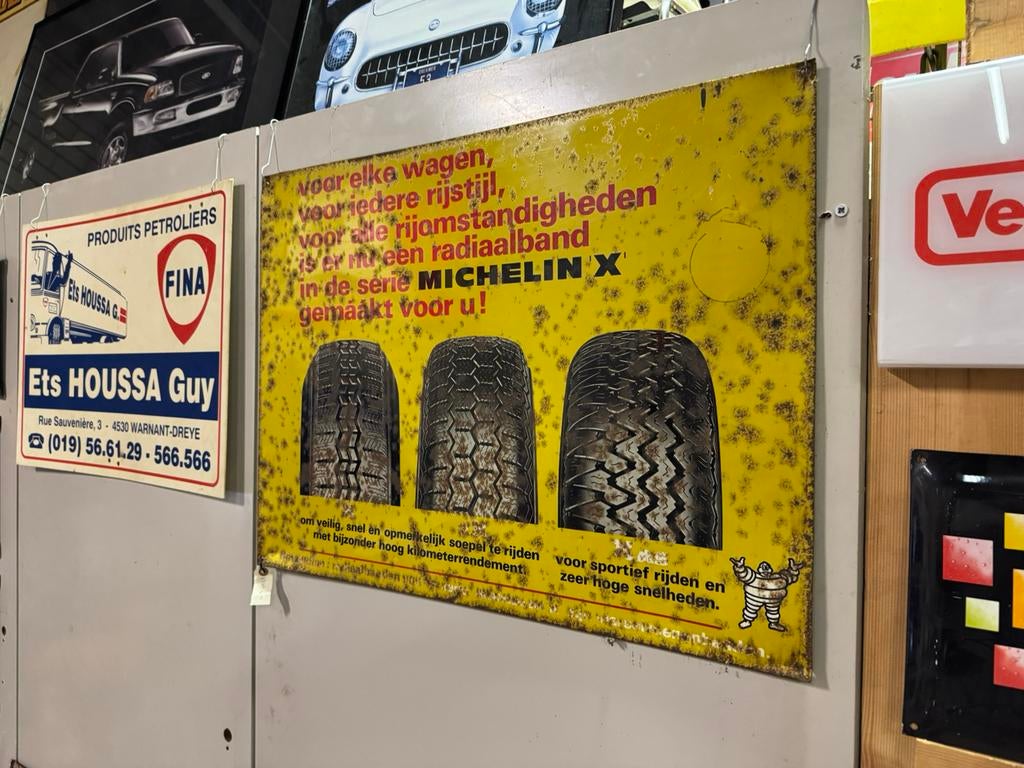 53
PRODUITS PETROLIERS
Ets HOUSSA G.
FINA
Ets HOUSSA Guy
Rue Sauvenière, 3 - 4530 WARNANT-DREYE
☎ (019) 56.61.29 - 566.566
voor elke wagen,
voor iedere rijstijl,
voor alle rijomstandigheden
is er nu een radiaalband
in de serie MICHELIN X
gemaakt voor u!
om veilig, snel en opmerkelijk soepel te rijden
met bijzonder hoog kilometerrendement.
voor sportief rijden en
zeer hoge snelheden.
Ve